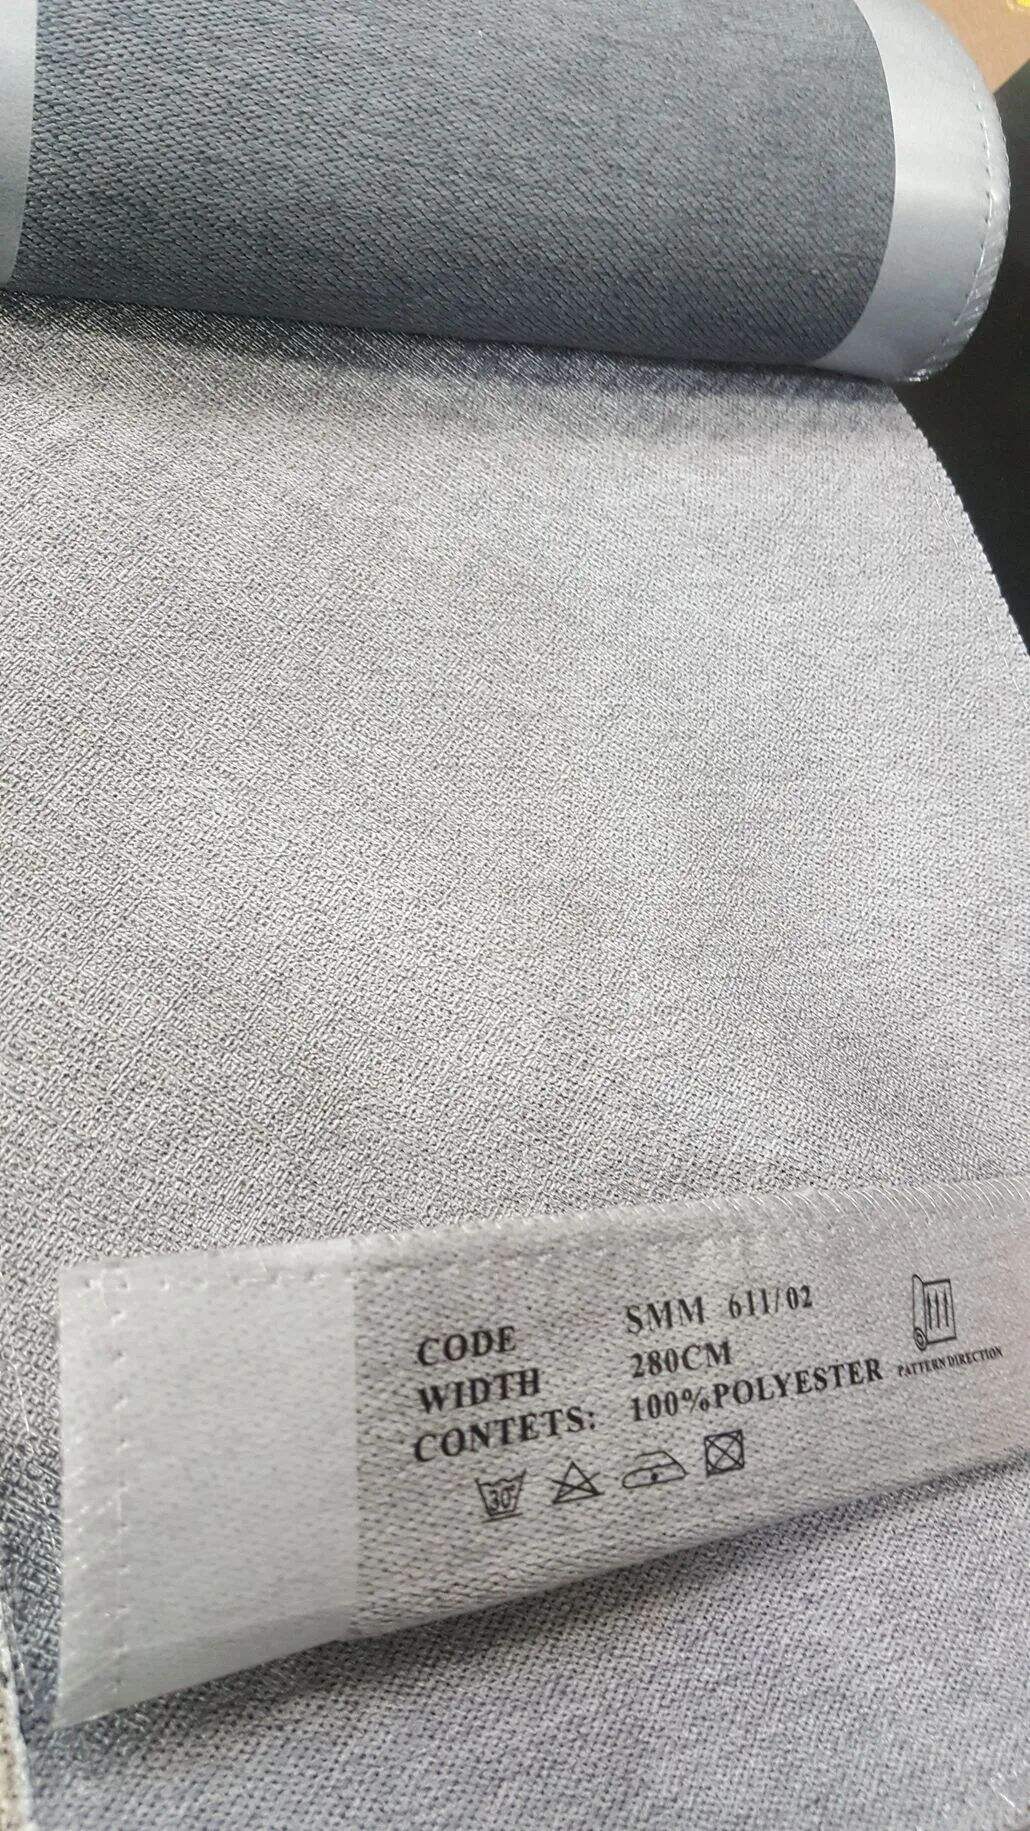 CODE SMM 611/02
WIDTH 280CM
CONTETS: 100%POLYESTER
PATTERN DIRECTION
30°